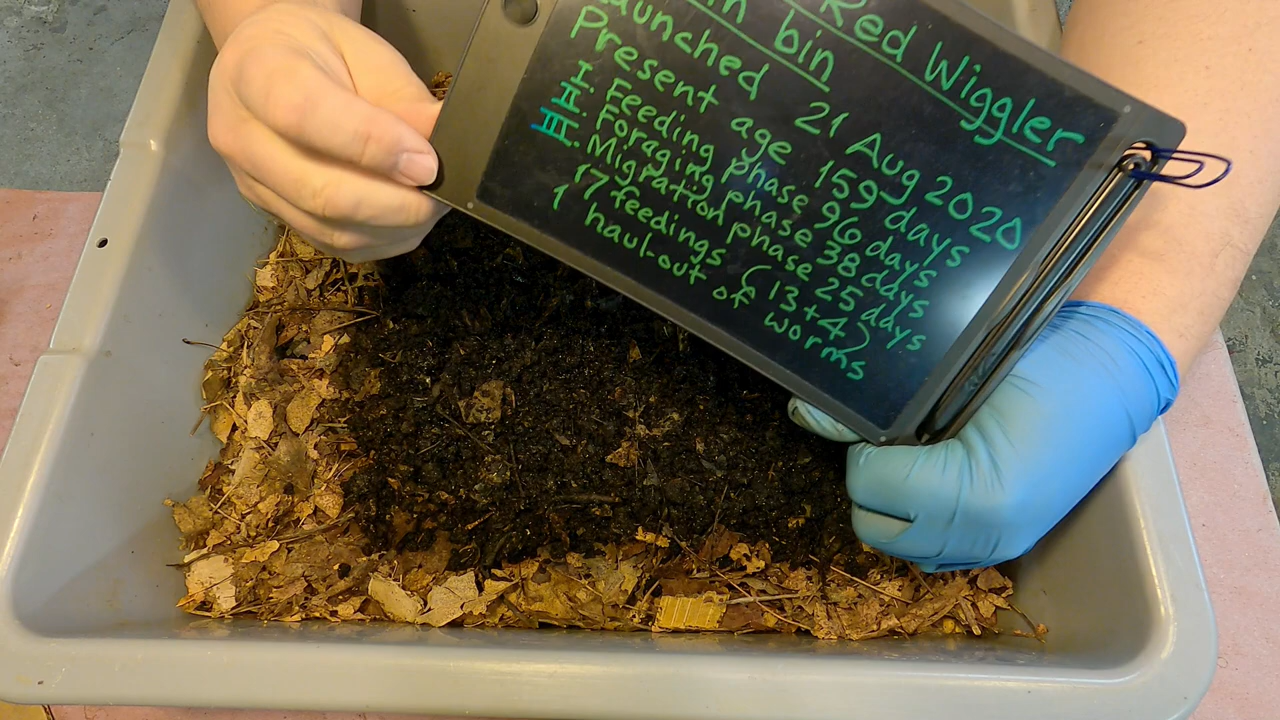 Red Wiggler
in bin
Launched 21 Aug 2020
Present age 159 days
I. Feeding phase 96 days
II. Foraging phase 38 days
III. Migration phase 25 days
17 feedings (13+4)
1 haul-out of worms